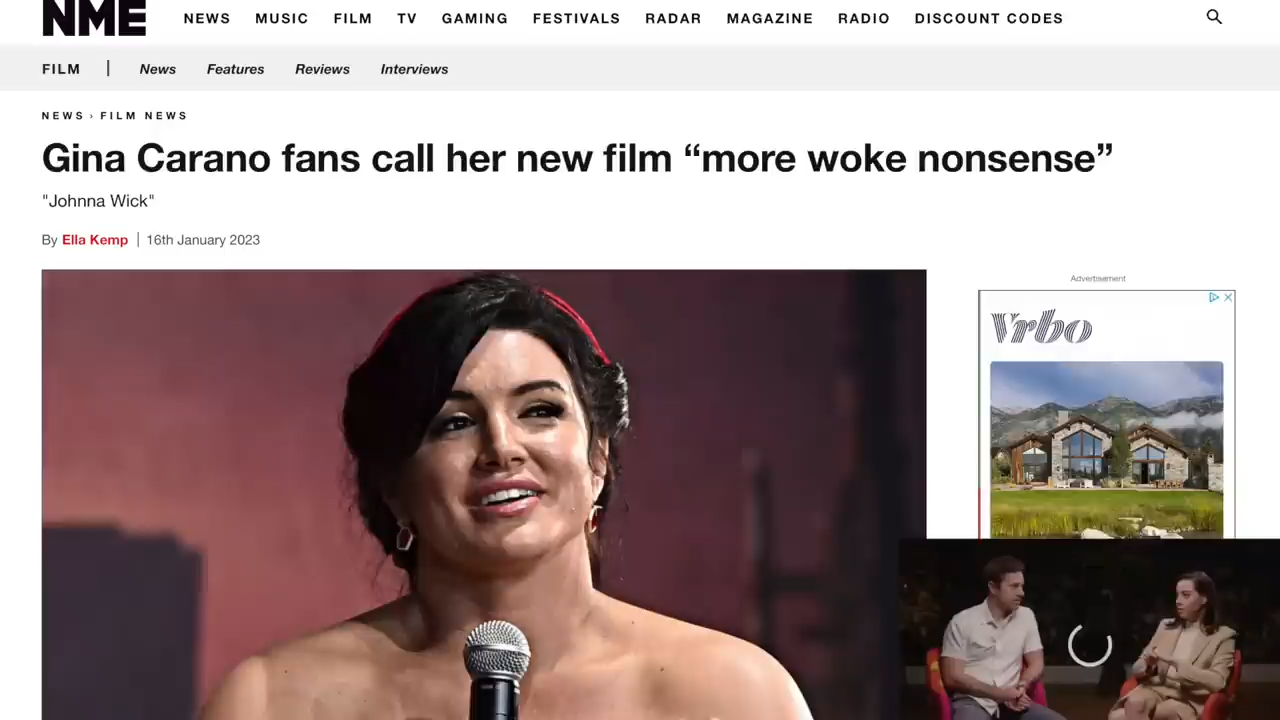 NME
NEWS MUSIC FILM TV GAMING FESTIVALS RADAR MAGAZINE RADIO DISCOUNT CODES
FILM | News Features Reviews Interviews
NEWS › FILM NEWS
Gina Carano fans call her new film “more woke nonsense”
"Johnna Wick"
By Ella Kemp | 16th January 2023
Advertisement
Vrbo